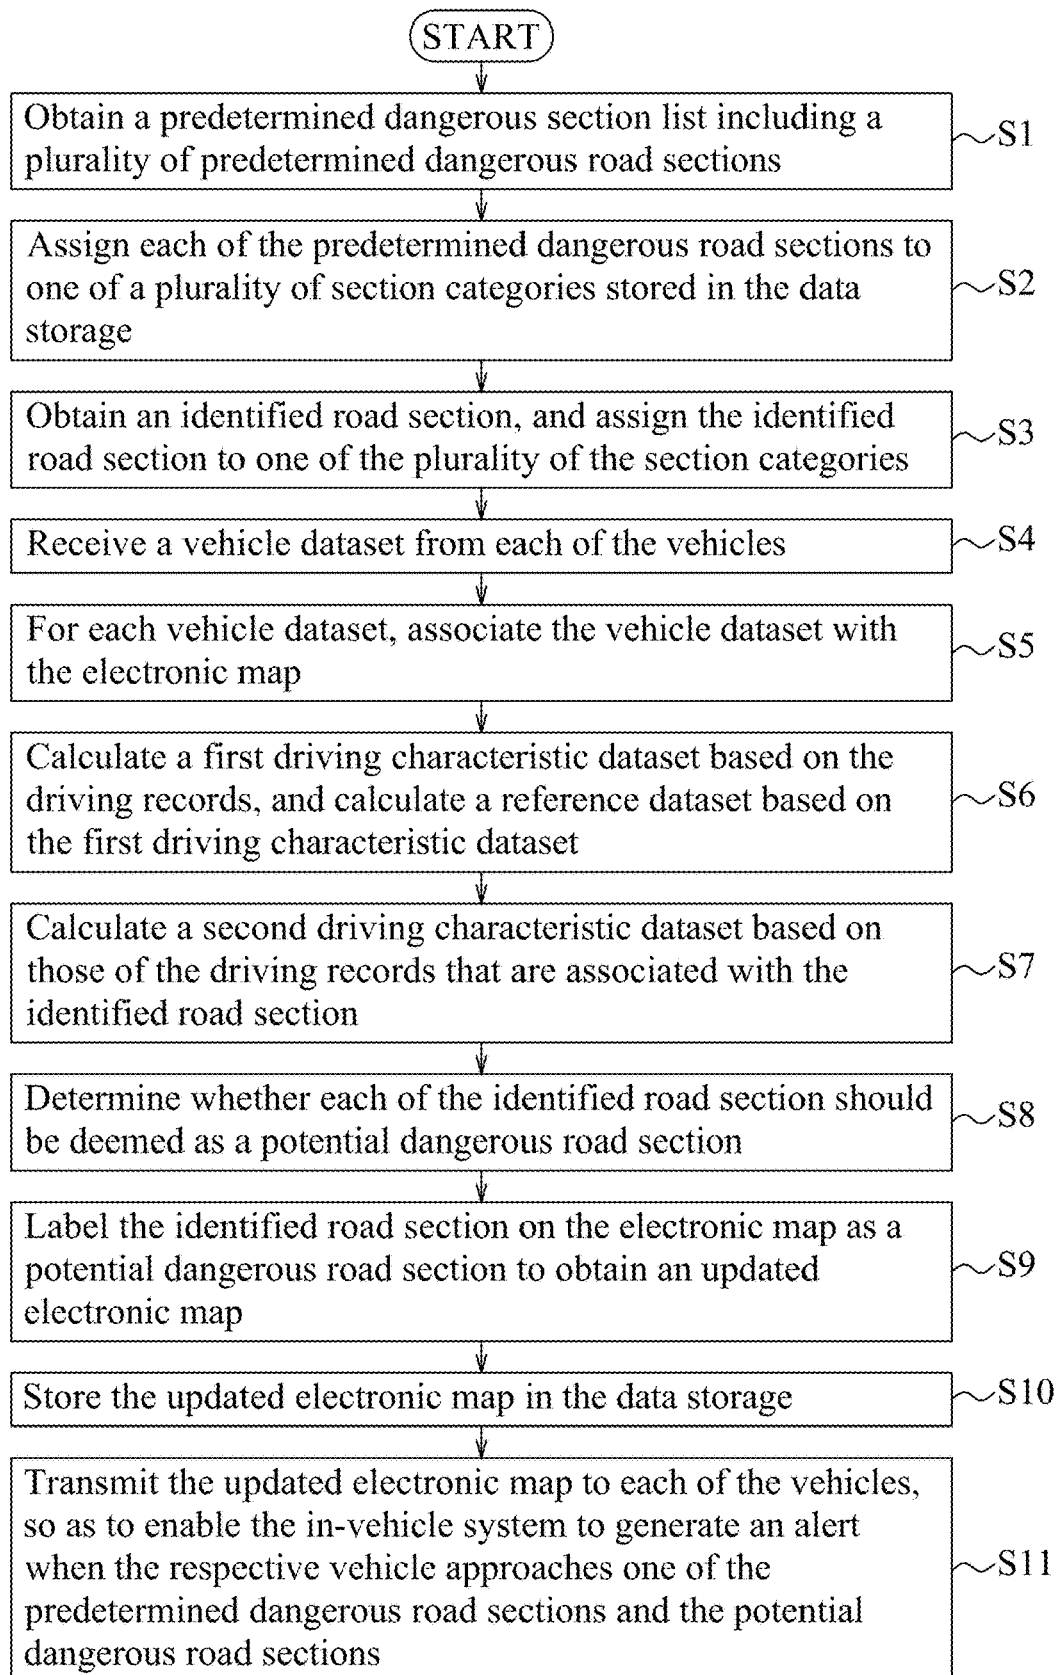 START
Obtain a predetermined dangerous section list including a
plurality of predetermined dangerous road sections
S1
Assign each of the predetermined dangerous road sections to
one of a plurality of section categories stored in the data
storage
S2
Obtain an identified road section, and assign the identified
road section to one of the plurality of the section categories
S3
Receive a vehicle dataset from each of the vehicles
S4
For each vehicle dataset, associate the vehicle dataset with
the electronic map
S5
Calculate a first driving characteristic dataset based on the
driving records, and calculate a reference dataset based on
the first driving characteristic dataset
S6
Calculate a second driving characteristic dataset based on
those of the driving records that are associated with the
identified road section
S7
Determine whether each of the identified road section should
be deemed as a potential dangerous road section
S8
Label the identified road section on the electronic map as a
potential dangerous road section to obtain an updated
electronic map
S9
Store the updated electronic map in the data storage
S10
Transmit the updated electronic map to each of the vehicles,
so as to enable the in-vehicle system to generate an alert
when the respective vehicle approaches one of the
predetermined dangerous road sections and the potential
dangerous road sections
S11